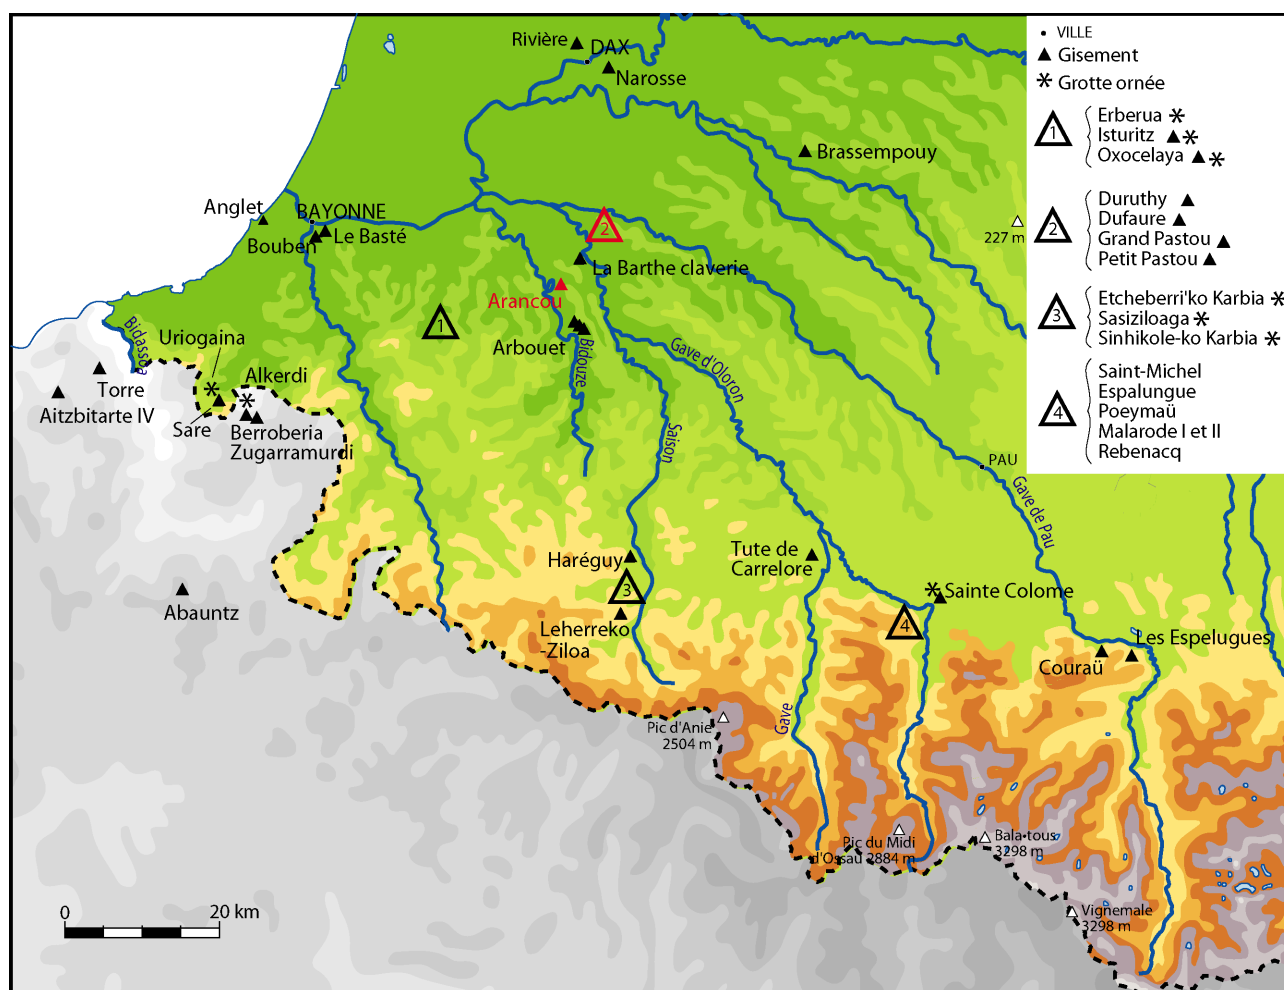 Rivière
DAX
Narosse
Brassempouy
Anglet
BAYONNE
Bouben
Le Basté
2
227 m
La Barthe claverie
Arancou
1
Arbouet
Bidouze
Bidassoa
Uriogaina
Alkerdi
Torre
Aitzbitarte IV
Sare
Berroberia
Zugarramurdi
Gave d'Oloron
Saison
PAU
Gave de Pau
Haréguy
Tute de
Carrelore
3
Abauntz
Leherreko
-Ziloa
Sainte Colome
4
Les Espelugues
Couraü
Gave
Pic d'Anie
2504 m
Pic du Midi
d'Ossau 2884 m
Bala•tous
3298 m
Vignemale
3298 m
0 20 km
VILLE
Gisement
Grotte ornée
1
Erberua
Isturitz
Oxocelaya
2
Duruthy
Dufaure
Grand Pastou
Petit Pastou
3
Etcheberri'ko Karbia
Sasiziloaga
Sinhikole-ko Karbia
4
Saint-Michel
Espalungue
Poeymaü
Malarode I et II
Rebenacq